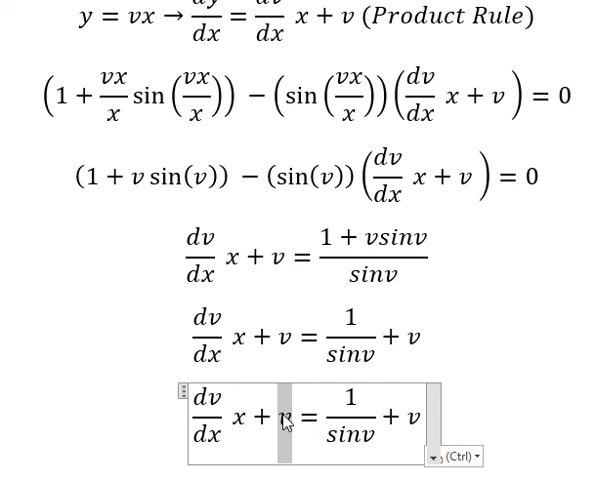 y = vx → dy/dx = dv/dx x + v (Product Rule)
(1 + vx/x sin (vx/x)) − (sin (vx/x)) (dv/dx x + v) = 0
(1 + v sin(v)) − (sin(v)) (dv/dx x + v) = 0
dv/dx x + v = 1 + vsinv/sinv
dv/dx x + v = 1/sinv + v
dv/dx x + v = 1/sinv + v
(Ctrl)